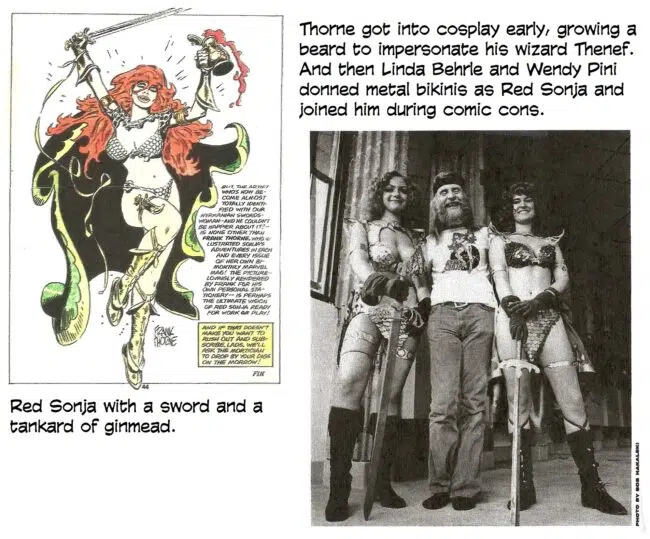 Thorne got into cosplay early, growing a
beard to impersonate his wizard Thenef.
And then Linda Behrle and Wendy Pini
donned metal bikinis as Red Sonja and
joined him during comic cons.
BUT THE ARTIST
WHO'S NOW BE-
COME ALMOST
TOTALLY IDENTI-
FIED WITH OUR
HYRKANIAN SWORDS-
WOMAN--AND HE COULDN'T
BE HAPPIER ABOUT IT!--
IS NONE OTHER THAN
FRANK THORNE, WHO IL-
LUSTRATED SONJA'S
ADVENTURES IN EACH
AND EVERY ISSUE
OF HER OWN BI-
MONTHLY MARVEL
MAG! THE PICTURE--
LOVINGLY RENDERED
BY FRANK FOR HIS
OWN PERSONAL STA-
TIONERY--IS PERHAPS
THE ULTIMATE VISION
OF RED SONJA READY
FOR WORK OR PLAY!
FRANK
THORNE
AND IF THAT DOESN'T
MAKE YOU WANT TO
RUSH OUT AND SUB-
SCRIBE, LADS, WE'LL
ASK THE MORTICIAN
TO DROP BY YOUR DIGS
ON THE MORROW!
FIN
44
Red Sonja with a sword and a
tankard of ginmead.
PHOTO BY BOB NAKALSKI